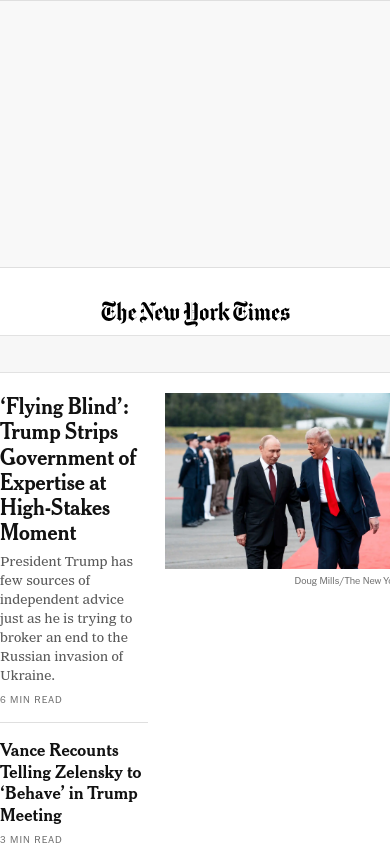 The New York Times
‘Flying Blind’:
Trump Strips
Government of
Expertise at
High-Stakes
Moment
President Trump has
few sources of
independent advice
just as he is trying to
broker an end to the
Russian invasion of
Ukraine.
6 MIN READ
Doug Mills/The New Yo
Vance Recounts
Telling Zelensky to
‘Behave’ in Trump
Meeting
3 MIN READ